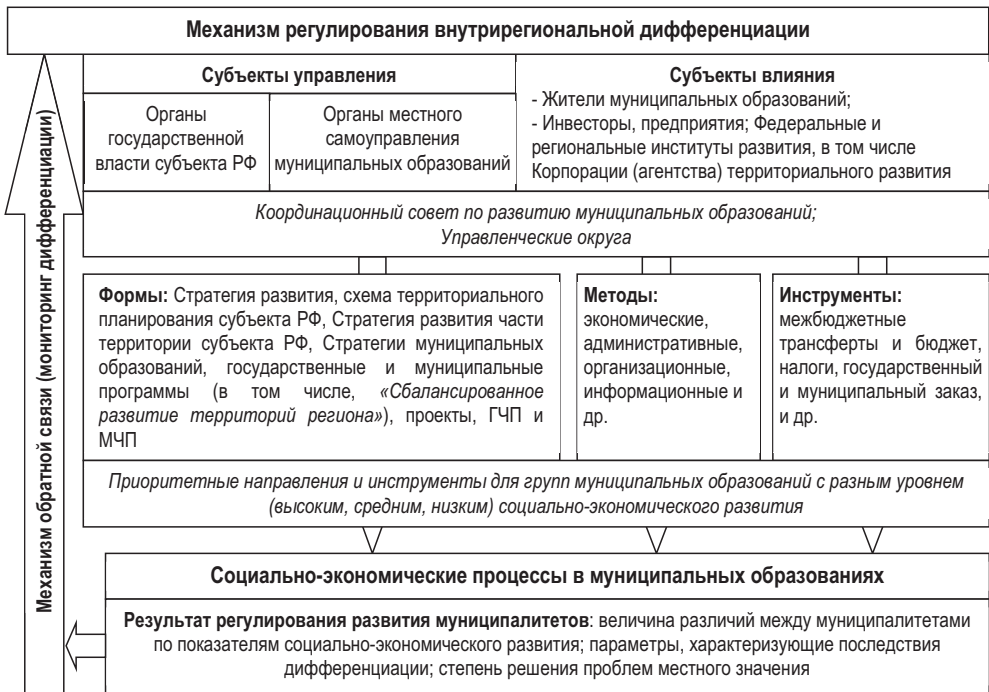 Механизм регулирования внутрирегиональной дифференциации
Механизм обратной связи (мониторинг дифференциации)
Субъекты управления
Органы
государственной
власти субъекта РФ
Органы местного
самоуправления
муниципальных образований
Субъекты влияния
- Жители муниципальных образований;
- Инвесторы, предприятия; Федеральные и
региональные институты развития, в том числе
Корпорации (агентства) территориального развития
Координационный совет по развитию муниципальных образований;
Управленческие округа
Формы: Стратегия развития, схема территориального
планирования субъекта РФ, Стратегия развития части
территории субъекта РФ, Стратегии муниципальных
образований, государственные и муниципальные
программы (в том числе, «Сбалансированное
развитие территорий региона»), проекты, ГЧП и
МЧП
Методы:
экономические,
административные,
организационные,
информационные и
др.
Инструменты:
межбюджетные
трансферты и бюджет,
налоги, государственный
и муниципальный заказ,
и др.
Приоритетные направления и инструменты для групп муниципальных образований с разным уровнем
(высоким, средним, низким) социально-экономического развития
Социально-экономические процессы в муниципальных образованиях
Результат регулирования развития муниципалитетов: величина различий между муниципалитетами
по показателям социально-экономического развития; параметры, характеризующие последствия
дифференциации; степень решения проблем местного значения